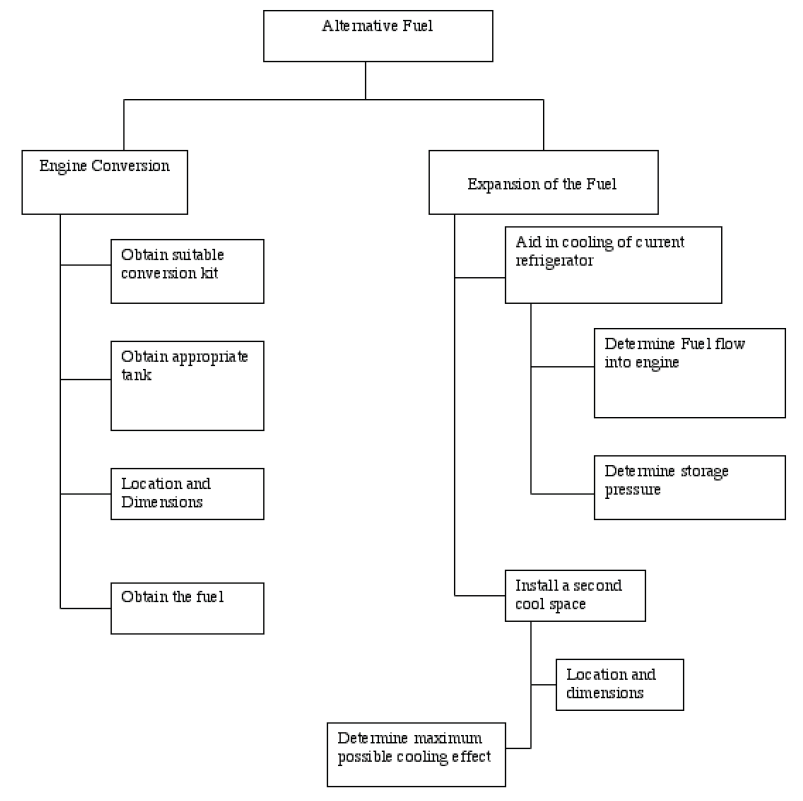 Alternative Fuel
Engine Conversion
Obtain suitable
conversion kit
Obtain appropriate
tank
Location and
Dimensions
Obtain the fuel
Expansion of the Fuel
Aid in cooling of current
refrigerator
Determine Fuel flow
into engine
Determine storage
pressure
Install a second
cool space
Location and
dimensions
Determine maximum
possible cooling effect